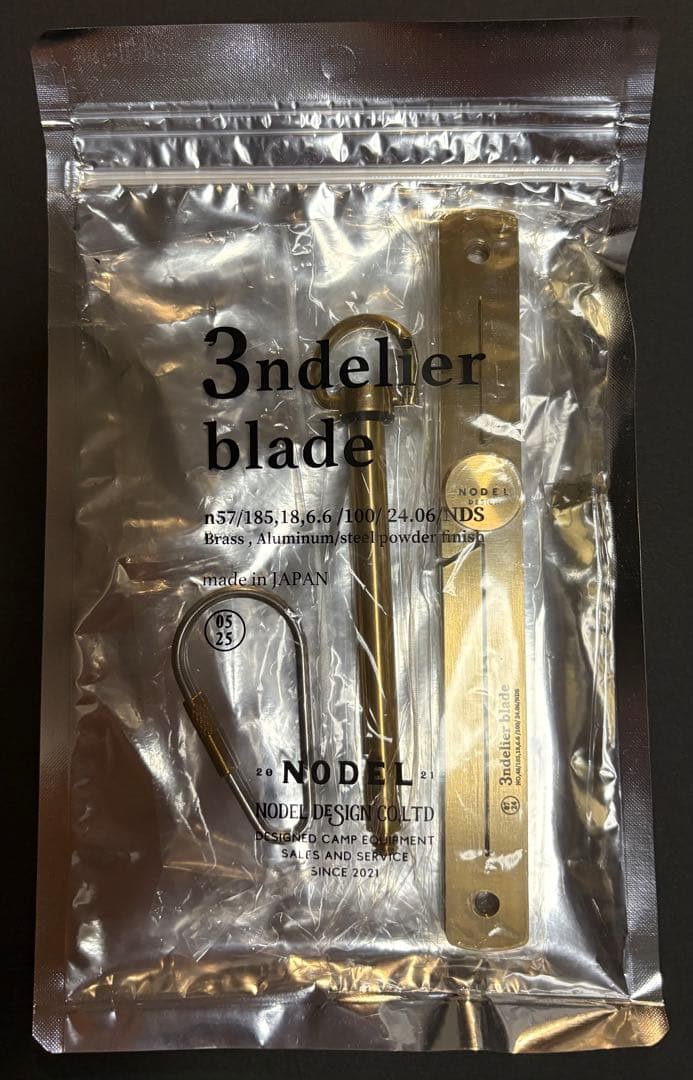 3ndelier
blade
n57/185,18,6.6 /100/ 24.06/NDS
Brass , Aluminum/steel powder finish
made in JAPAN
05
25
20 NODEL 21
NODEL DESIGN CO.LTD
DESIGNED CAMP EQUIPMENT
SALES AND SERVICE
SINCE 2021
NODEL
3ndelier blade
07
24